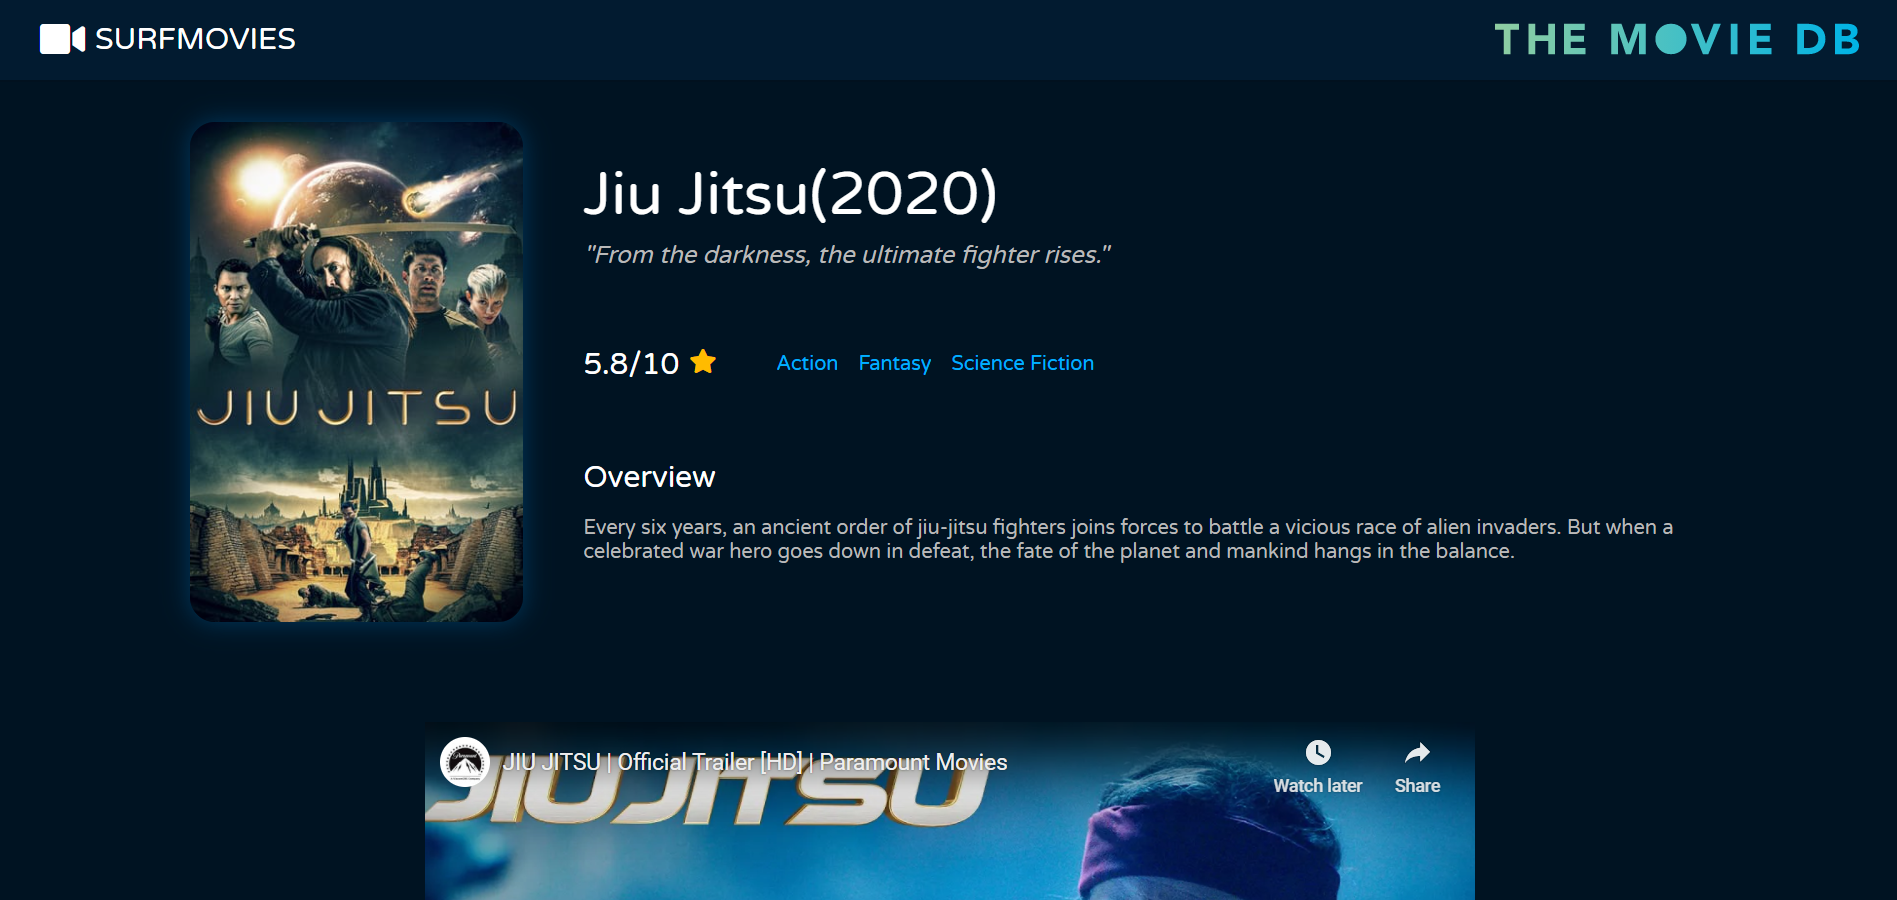 SURFMOVIES
THE MOVIE DB
JIU JITSU
Jiu Jitsu(2020)
"From the darkness, the ultimate fighter rises."
5.8/10
Action Fantasy Science Fiction
Overview
Every six years, an ancient order of jiu-jitsu fighters joins forces to battle a vicious race of alien invaders. But when a
celebrated war hero goes down in defeat, the fate of the planet and mankind hangs in the balance.
JIU JITSU | Official Trailer [HD] | Paramount Movies
Watch later
Share
JIU JITSU
Paramount